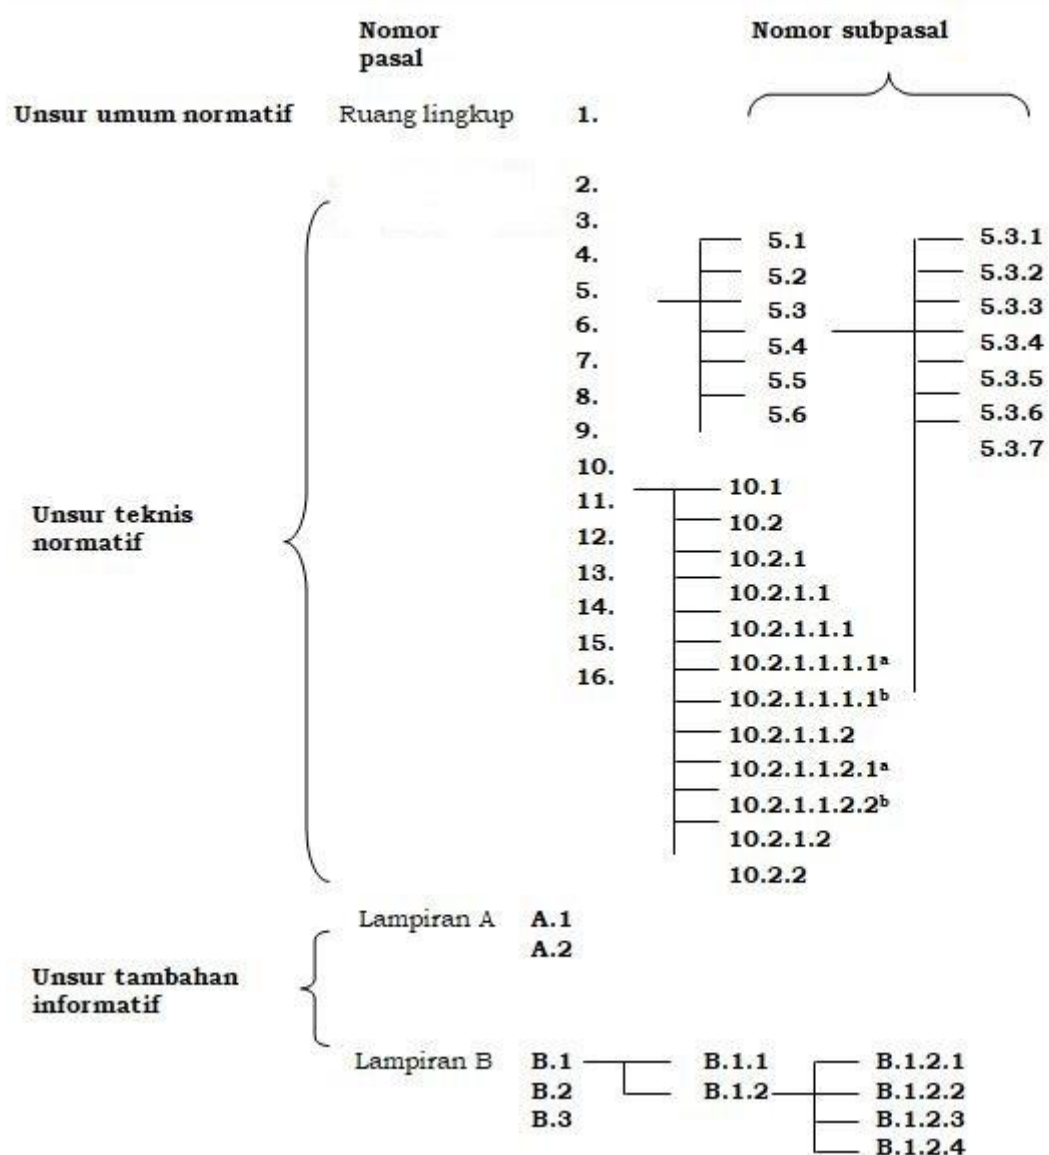 Nomor
pasal
Nomor subpasal
Unsur umum normatif
Ruang lingkup
1.
Unsur teknis
normatif
2.
3.
4.
5.
6.
7.
8.
9.
10.
11.
12.
13.
14.
15.
16.
5.1
5.2
5.3
5.4
5.5
5.6
5.3.1
5.3.2
5.3.3
5.3.4
5.3.5
5.3.6
5.3.7
10.1
10.2
10.2.1
10.2.1.1
10.2.1.1.1
10.2.1.1.1.1ᵃ
10.2.1.1.1.1ᵇ
10.2.1.1.2
10.2.1.1.2.1ᵃ
10.2.1.1.2.2ᵇ
10.2.1.2
10.2.2
Unsur tambahan
informatif
Lampiran A
A.1
A.2
Lampiran B
B.1
B.2
B.3
B.1.1
B.1.2
B.1.2.1
B.1.2.2
B.1.2.3
B.1.2.4